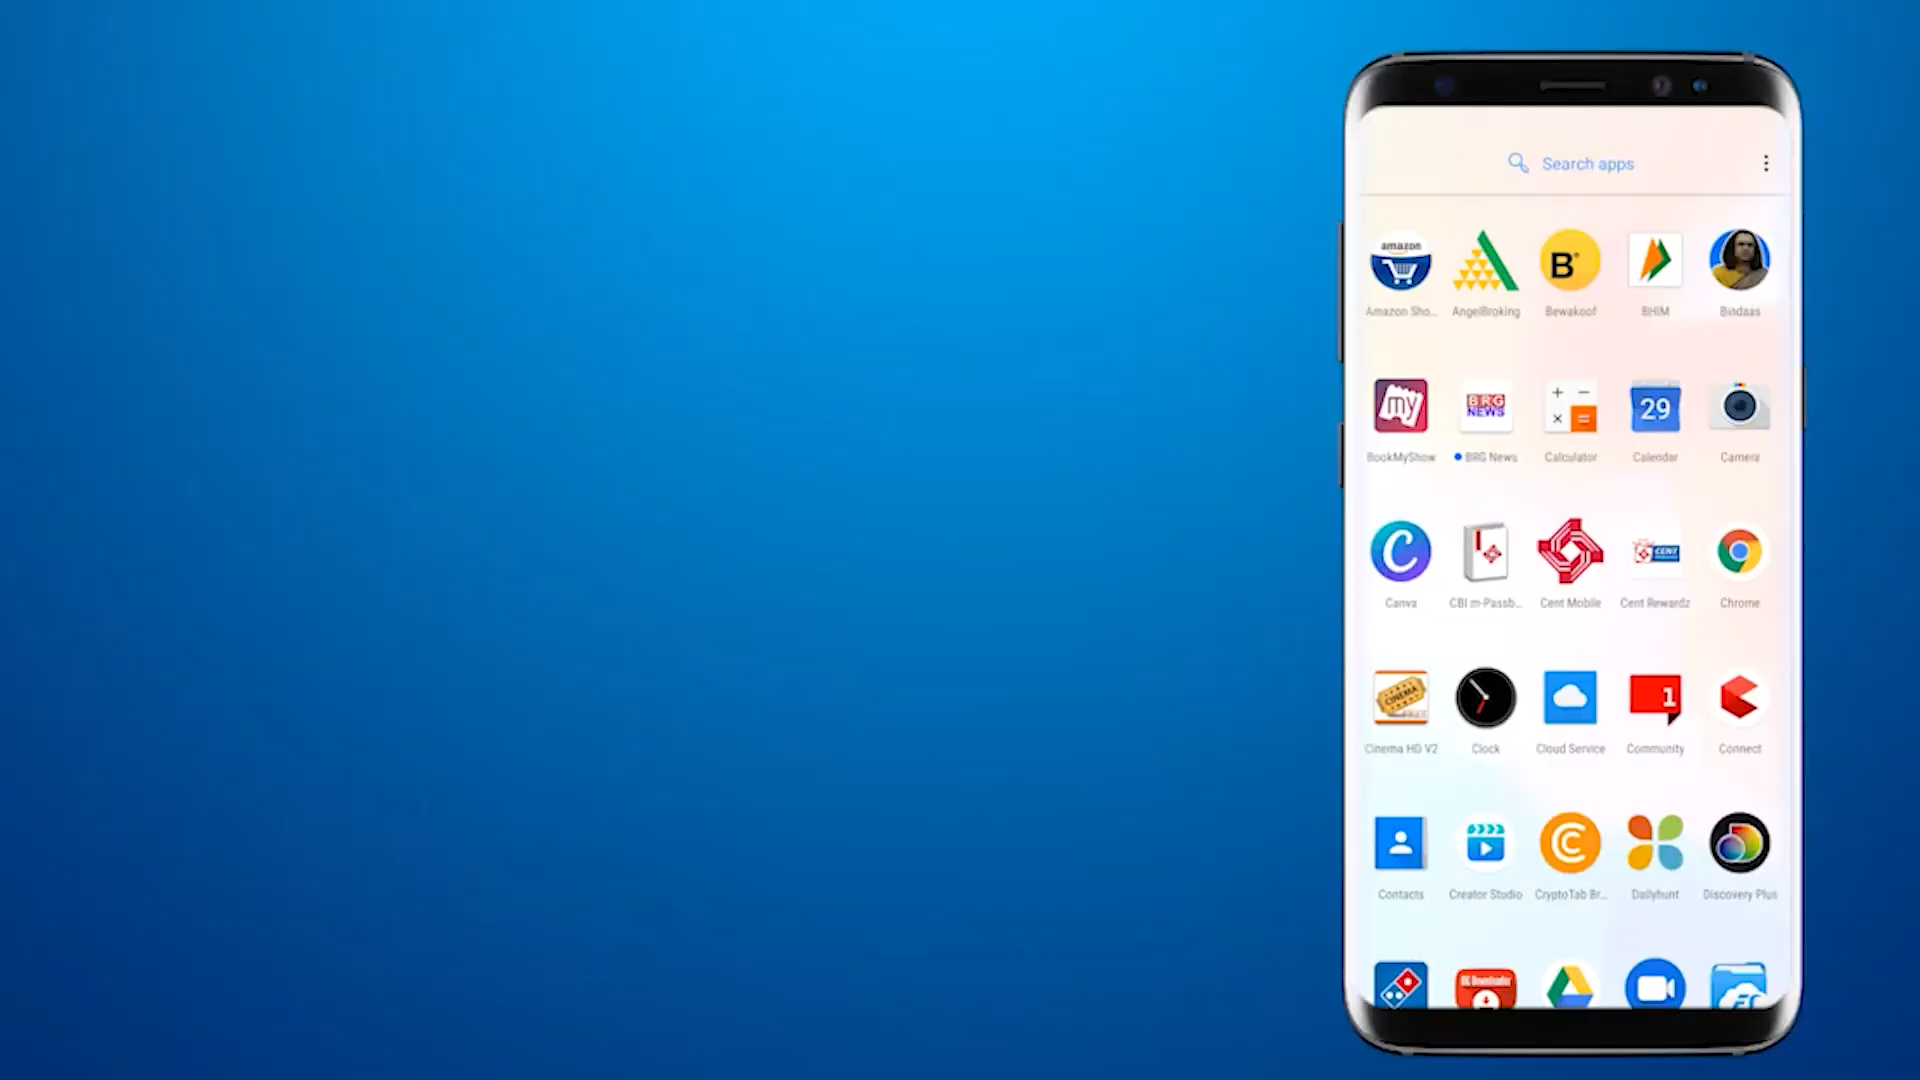 Search apps
amazon
B
Amazon Sho...
AngelBroking
Bewakoof
BHIM
Bindaas
my
BRG
NEWS
29
BookMyShow
BRG News
Calculator
Calendar
Camera
C
CENT
Canva
CBI m-Passb...
Cent Mobile
Cent Rewardz
Chrome
CINEMA
1
Cinema HD V2
Clock
Cloud Service
Community
Connect
Contacts
Creator Studio
CryptoTab Br...
Dailyhunt
Discovery Plus
Downloader